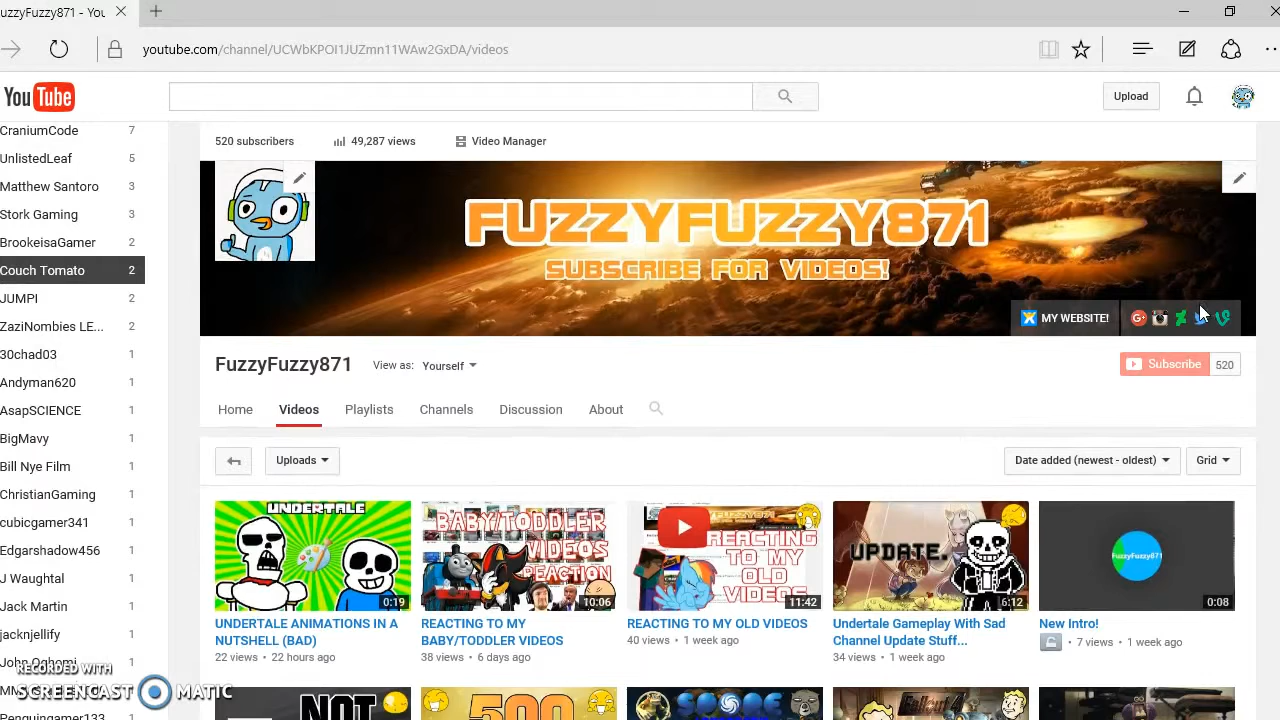 uzzyFuzzy871 - You
youtube.com/channel/UCWbKPOI1JUZmn11WAw2GxDA/videos
YouTube
Upload
CraniumCode 7
UnlistedLeaf 5
Matthew Santoro 3
Stork Gaming 3
BrookeisaGamer 2
Couch Tomato 2
JUMPI 2
ZaziNombies LE... 2
30chad03 1
Andyman620 1
AsapSCIENCE 1
BigMavy 1
Bill Nye Film 1
ChristianGaming 1
cubicgamer341 1
Edgarshadow456 1
J Waughtal 1
Jack Martin 1
jacknjellify 1
RECORDED WITH
SCREENCAST MATIC
Penguingamer133
520 subscribers 49,287 views Video Manager
FUZZYFUZZY871
SUBSCRIBE FOR VIDEOS!
MY WEBSITE!
FuzzyFuzzy871 View as: Yourself
Subscribe 520
Home Videos Playlists Channels Discussion About
Uploads Date added (newest - oldest) Grid
UNDERTALE
0:19
UNDERTALE ANIMATIONS IN A
NUTSHELL (BAD)
22 views • 22 hours ago
BABY/TODDLER
VIDEOS
REACTION
10:06
REACTING TO MY
BABY/TODDLER VIDEOS
38 views • 6 days ago
REACTING
TO MY
OLD
VIDEOS
11:42
REACTING TO MY OLD VIDEOS
40 views • 1 week ago
UPDATE.
6:12
Undertale Gameplay With Sad
Channel Update Stuff...
34 views • 1 week ago
FuzzyFuzzy871
0:08
New Intro!
7 views • 1 week ago
NOT
500
SPORE
Fallout 4